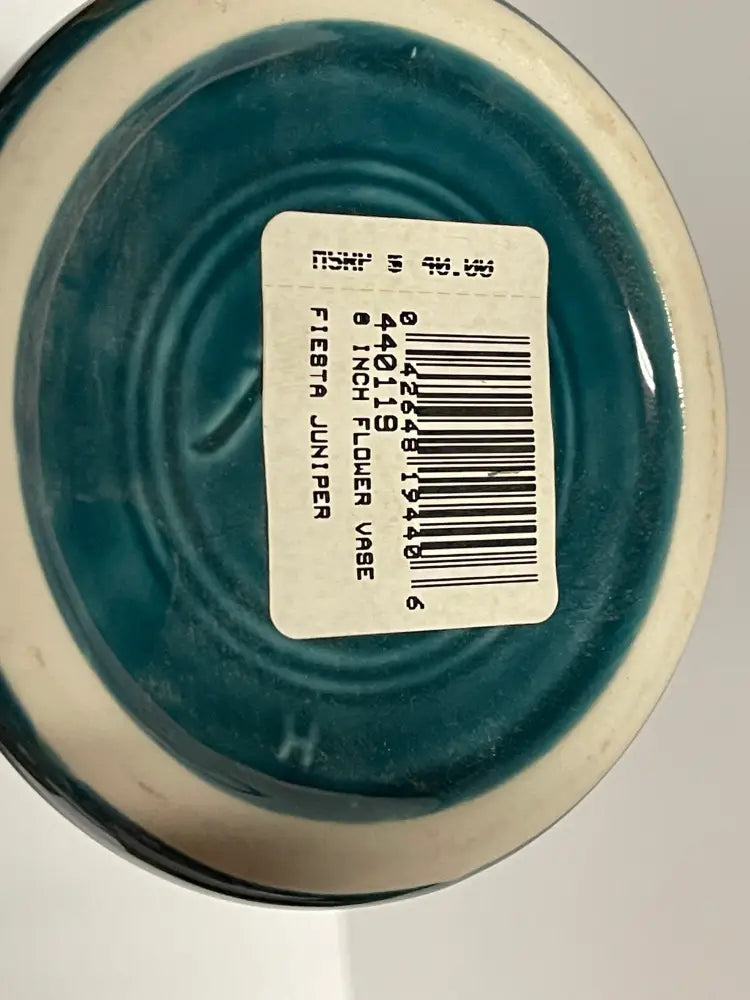 MSRP $ 40.00
0 42648 19440 6
440119
8 INCH FLOWER VASE
FIESTA JUNIPER
H